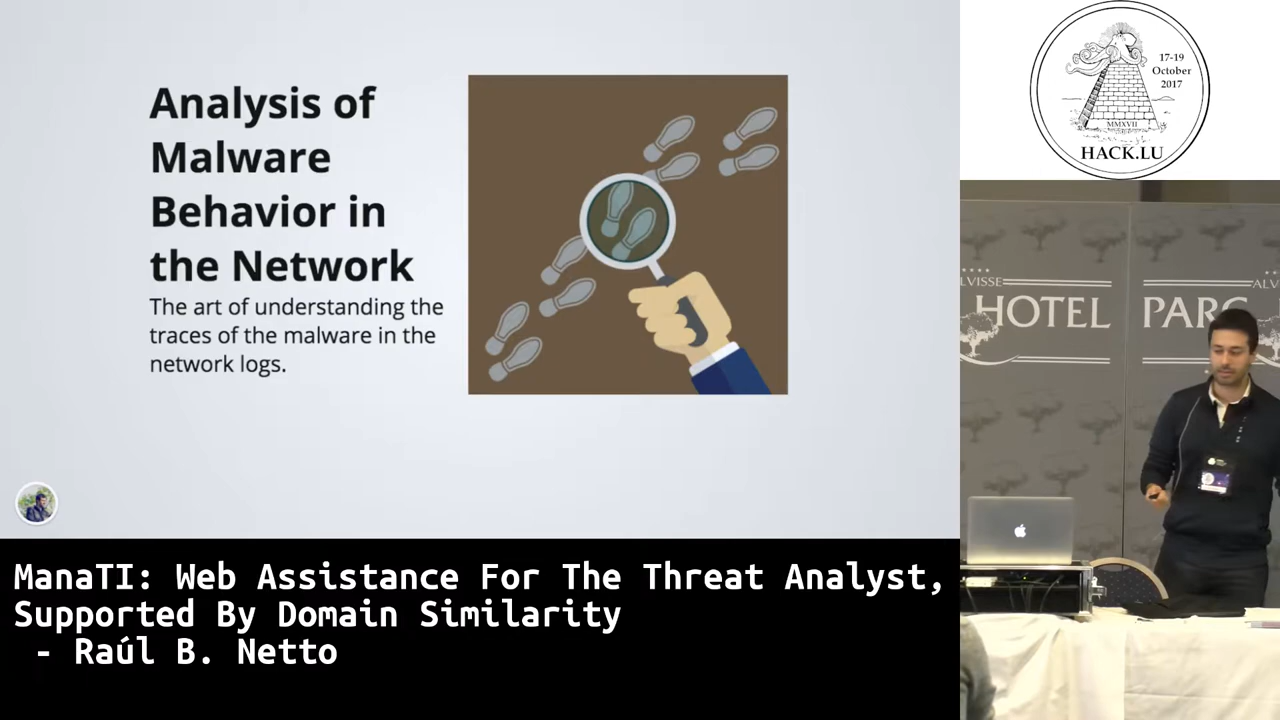 Analysis of
Malware
Behavior in
the Network
The art of understanding the
traces of the malware in the
network logs.
17-19
October
2017
MMXVII
HACK.LU
ALVISSE
HOTEL
PARC
ManaTI: Web Assistance For The Threat Analyst,
Supported By Domain Similarity
- Raúl B. Netto